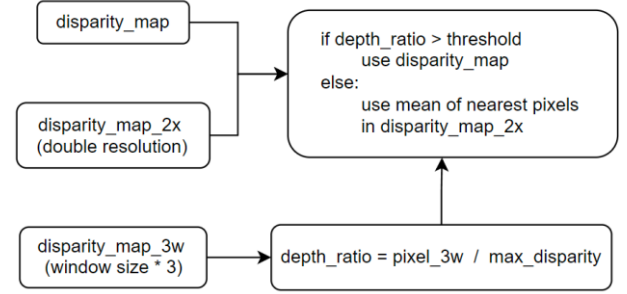 disparity_map
disparity_map_2x
(double resolution)
if depth_ratio > threshold
use disparity_map
else:
use mean of nearest pixels
in disparity_map_2x
disparity_map_3w
(window size * 3)
depth_ratio = pixel_3w / max_disparity